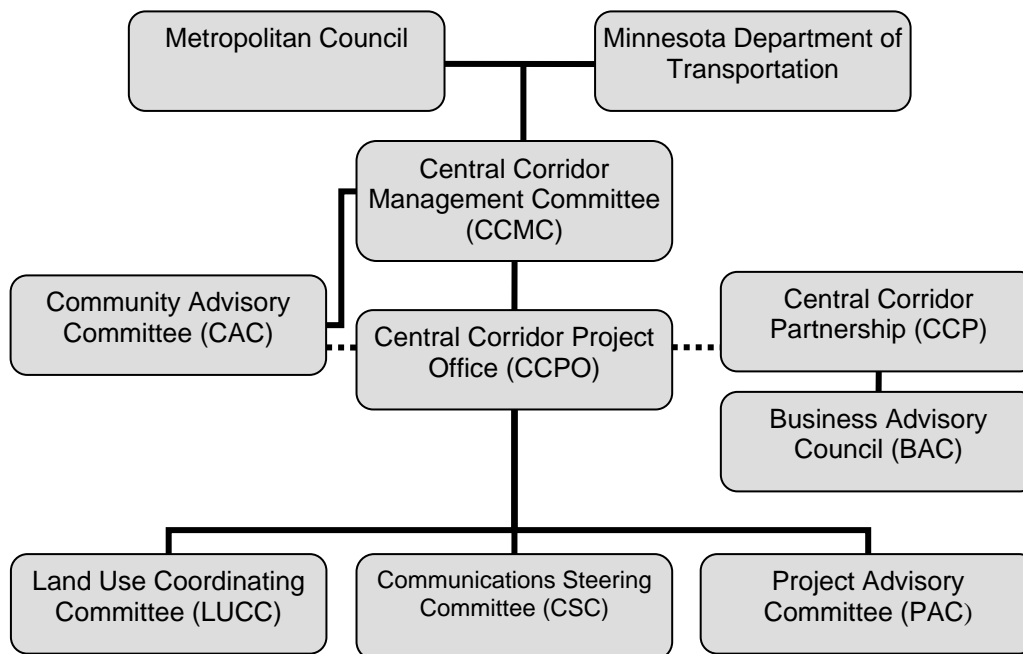 Metropolitan Council
Minnesota Department of
Transportation
Central Corridor
Management Committee
(CCMC)
Community Advisory
Committee (CAC)
Central Corridor Project
Office (CCPO)
Central Corridor
Partnership (CCP)
Business Advisory
Council (BAC)
Land Use Coordinating
Committee (LUCC)
Communications Steering
Committee (CSC)
Project Advisory
Committee (PAC)